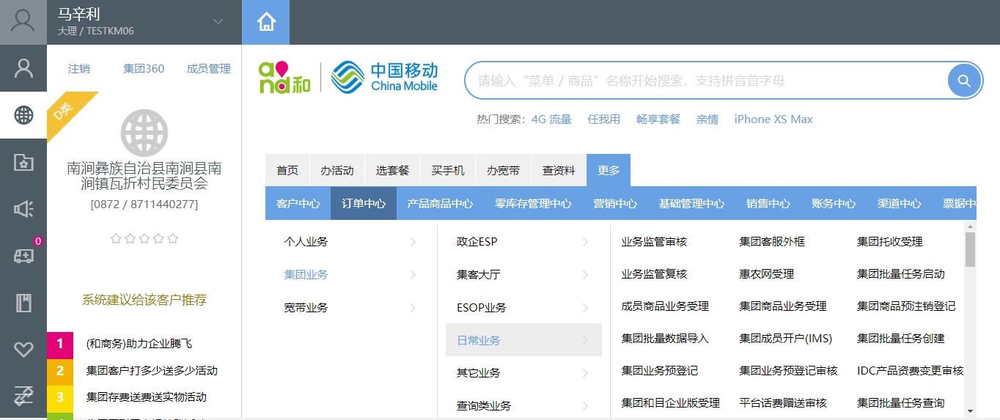 马辛利
大理 / TESTKM06
注销 集团360 成员管理
D类
南涧彝族自治县南涧县南
涧镇瓦折村民委员会
[0872 / 8711440277]
0
系统建议给该客户推荐
1 (和商务)助力企业腾飞
2 集团客户打多少送多少活动
3 集团存费送费送实物活动
and和 中国移动
China Mobile
请输入“菜单 / 商品”名称开始搜索，支持拼音首字母
热门搜索: 4G 流量 任我用 畅享套餐 亲情 iPhone XS Max
首页 办活动 选套餐 买手机 办宽带 查资料 更多
客户中心 订单中心 产品商品中心 零库存管理中心 营销中心 基础管理中心 销售中心 账务中心 渠道中心 票据中
个人业务 政企ESP 业务监管审核 集团客服外框 集团托收受理
集团业务 集客大厅 业务监管复核 惠农网受理 集团批量任务启动
宽带业务 ESOP业务 成员商品业务受理 集团商品业务受理 集团商品预注销登记
日常业务 集团批量数据导入 集团成员开户(IMS) 集团批量任务创建
其它业务 集团业务预登记 集团业务预登记审核 IDC产品资费变更审核
查询类业务 集团和目企业版受理 平台话费赠送审核 集团批量任务查询